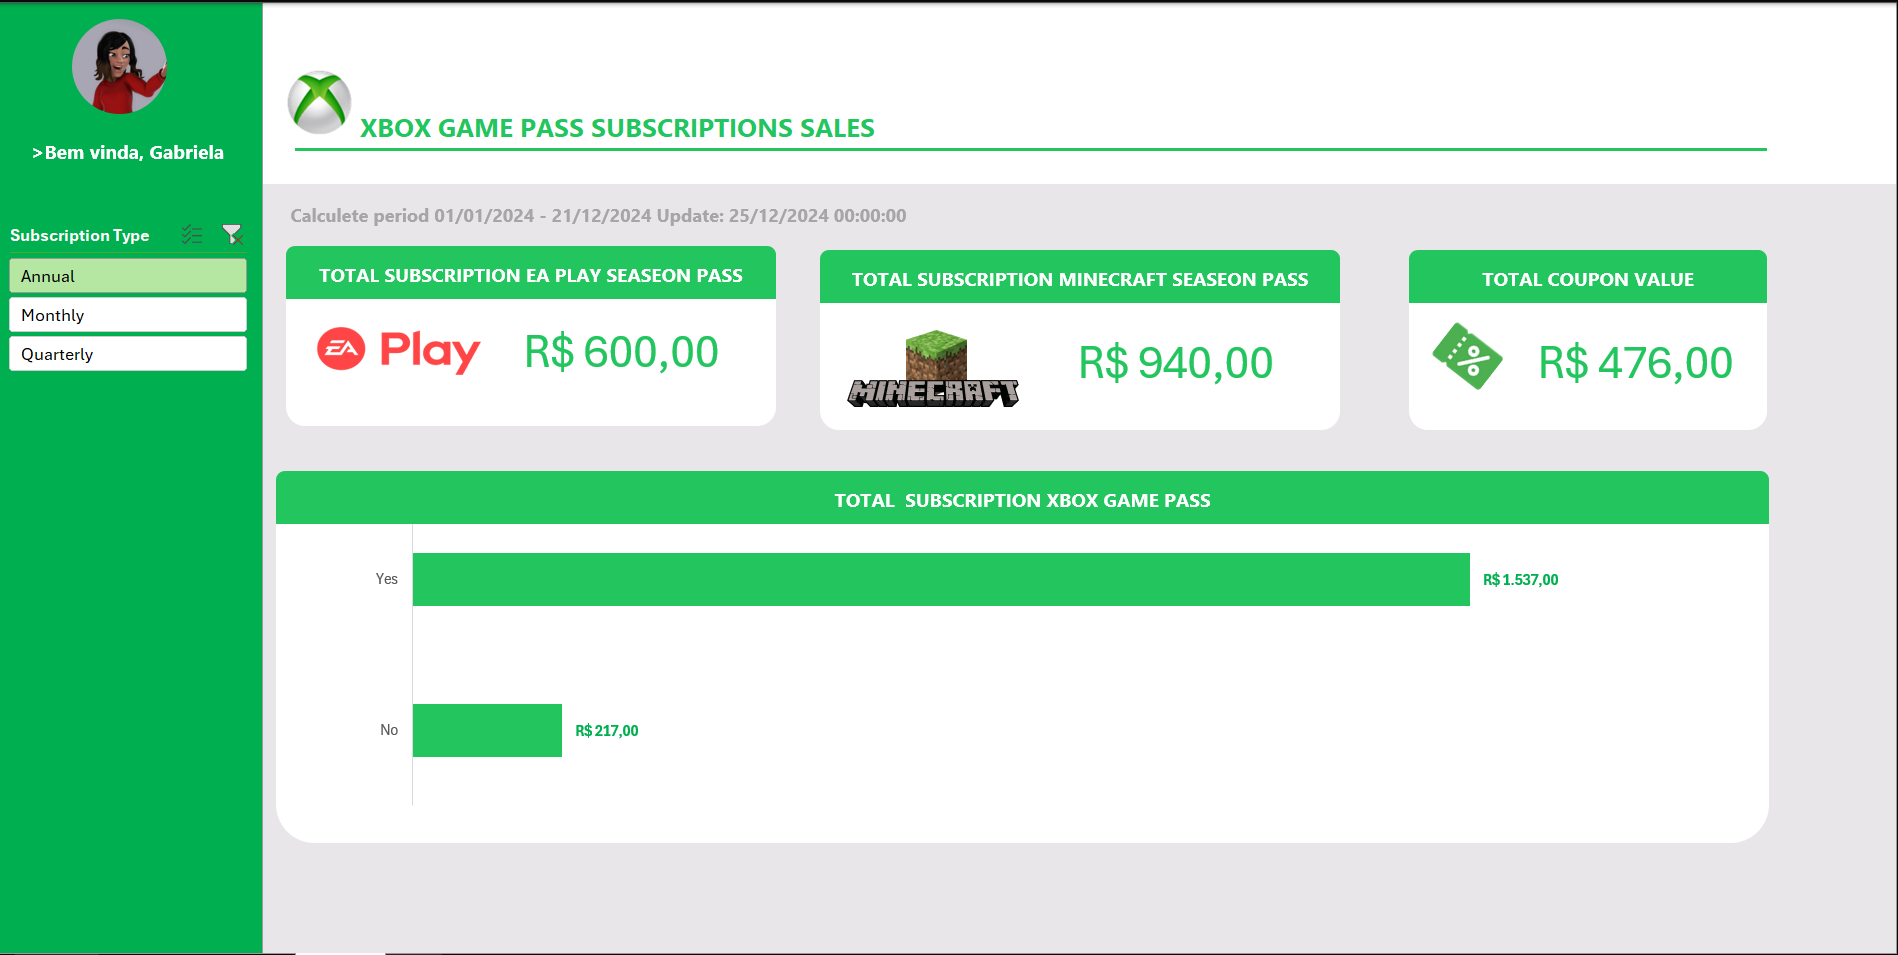 XBOX GAME PASS SUBSCRIPTIONS SALES
>Bem vinda, Gabriela
Subscription Type
Annual
Monthly
Quarterly
Calculete period 01/01/2024 - 21/12/2024 Update: 25/12/2024 00:00:00
TOTAL SUBSCRIPTION EA PLAY SEASEON PASS
EA Play
R$ 600,00
TOTAL SUBSCRIPTION MINECRAFT SEASEON PASS
MINECRAFT
R$ 940,00
TOTAL COUPON VALUE
%
R$ 476,00
TOTAL  SUBSCRIPTION XBOX GAME PASS
Yes
R$ 1.537,00
No
R$ 217,00